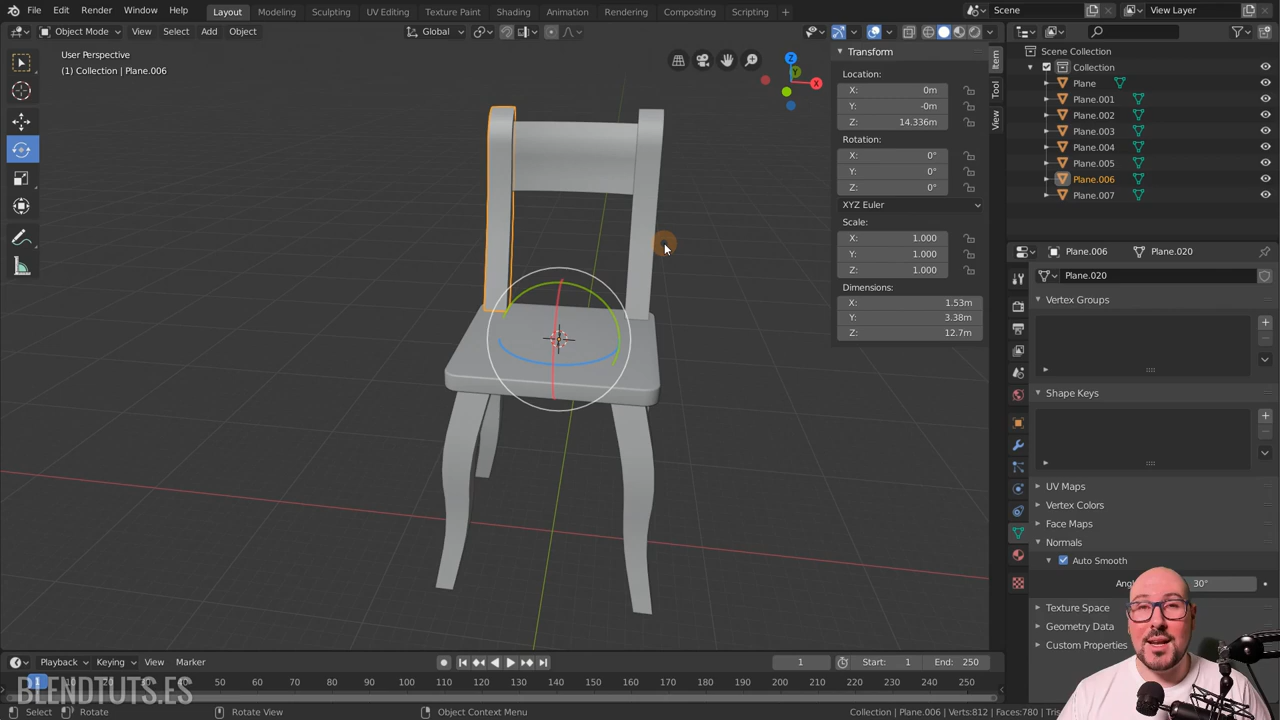 File Edit Render Window Help Layout Modeling Sculpting UV Editing Texture Paint Shading Animation Rendering Compositing Scripting + Scene View Layer
Object Mode View Select Add Object Global
User Perspective
(1) Collection | Plane.006
Transform
Location:
X: 0m
Y: -0m
Z: 14.336m
Rotation:
X: 0°
Y: 0°
Z: 0°
XYZ Euler
Scale:
X: 1.000
Y: 1.000
Z: 1.000
Dimensions:
X: 1.53m
Y: 3.38m
Z: 12.7m
Item
Tool
View
Z
Y
X
Scene Collection
Collection
Plane
Plane.001
Plane.002
Plane.003
Plane.004
Plane.005
Plane.006
Plane.007
Plane.006 Plane.020
Plane.020
Vertex Groups
Shape Keys
UV Maps
Vertex Colors
Face Maps
Normals
Auto Smooth
30°
Texture Space
Geometry Data
Custom Properties
Playback Keying View Marker 1 Start: 1 End: 250
1 10 20 30 40 50 60 70 80 90 100 110 120 130 140 150 160 170 180 190 200 210 220 230 240 250
BLENDTUTS.ES
Select Rotate Rotate View Object Context Menu Collection | Plane.006 | Verts:812 | Faces:780 |